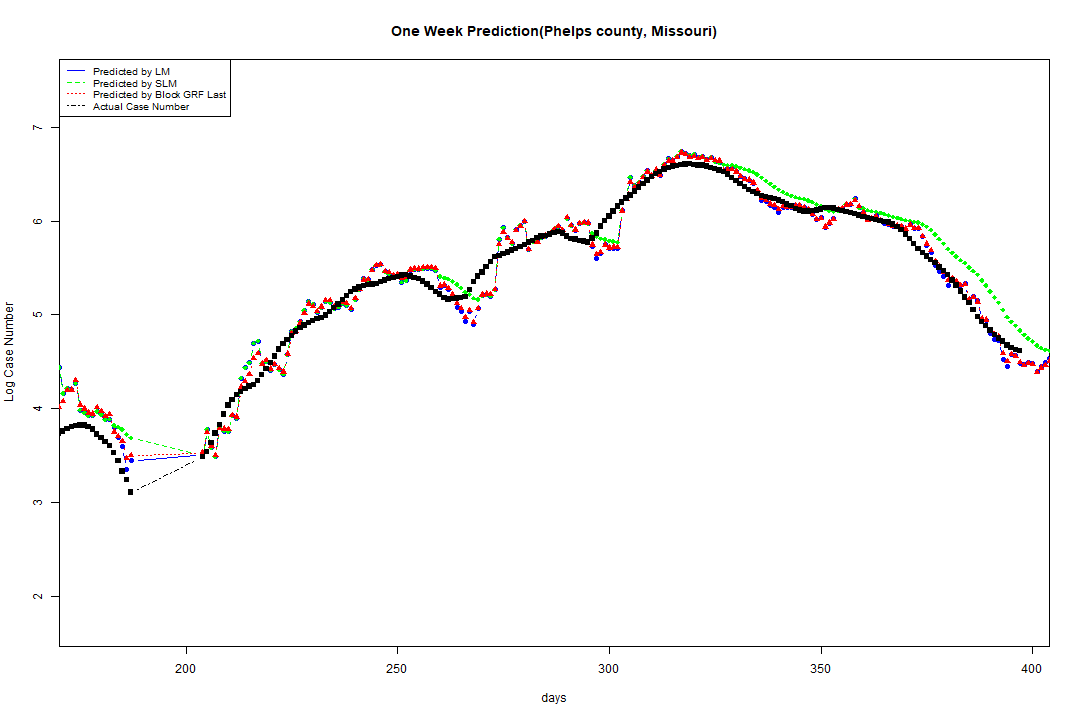 One Week Prediction(Phelps county, Missouri)
Predicted by LM
Predicted by SLM
Predicted by Block GRF Last
Actual Case Number
7
6
5
4
3
2
Log Case Number
200
250
300
350
400
days